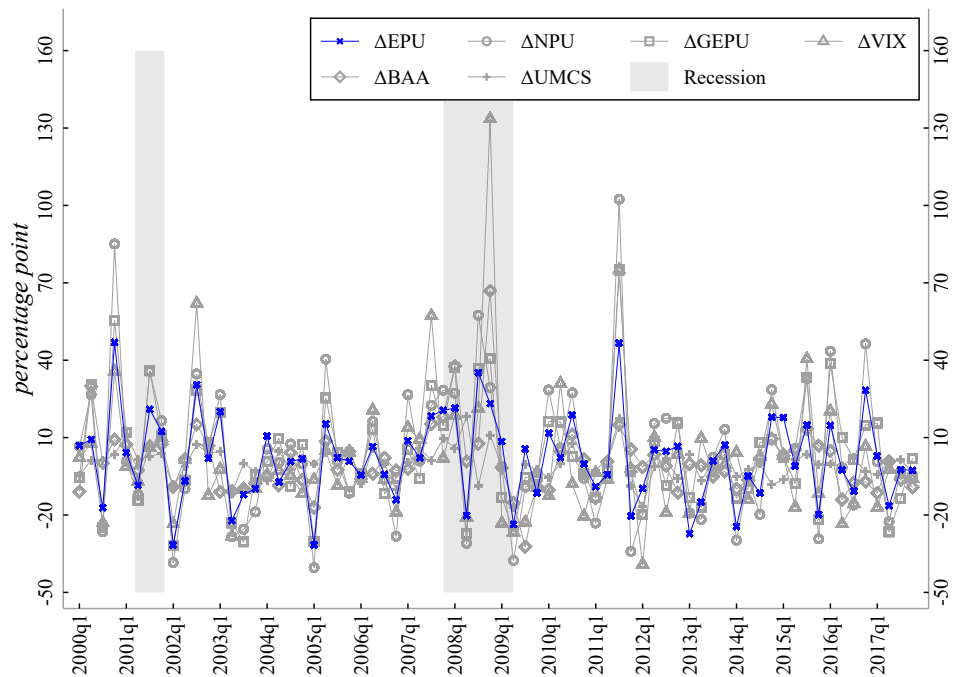 ΔEPU ΔNPU ΔGEPU ΔVIX
ΔBAA ΔUMCS Recession
percentage point
160 130 100 70 40 10 -20 -50
160 130 100 70 40 10 -20 -50
2000q1 2001q1 2002q1 2003q1 2004q1 2005q1 2006q1 2007q1 2008q1 2009q1 2010q1 2011q1 2012q1 2013q1 2014q1 2015q1 2016q1 2017q1